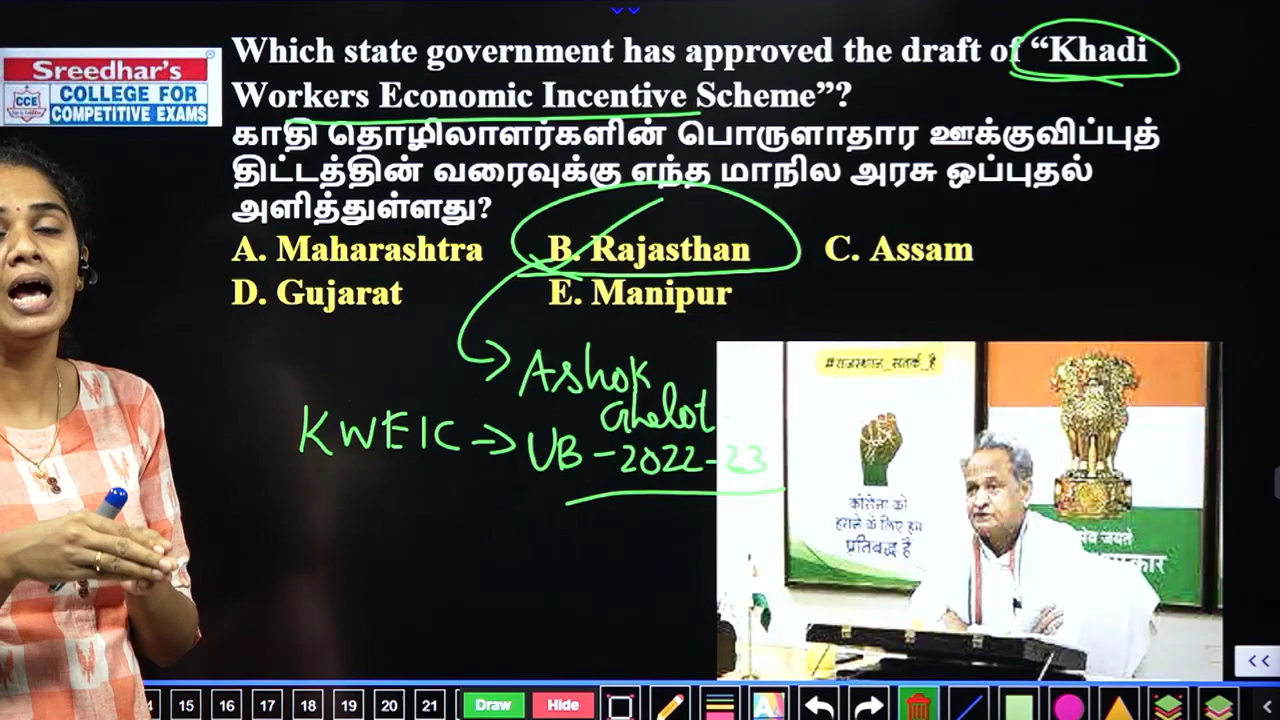 Which state government has approved the draft of “Khadi
Workers Economic Incentive Scheme”?
காதி தொழிலாளர்களின் பொருளாதார ஊக்குவிப்புத்
திட்டத்தின் வரைவுக்கு எந்த மாநில அரசு ஒப்புதல்
அளித்துள்ளது?
Sreedhar's
CCE
COLLEGE FOR
COMPETITIVE EXAMS
A. Maharashtra B. Rajasthan C. Assam
D. Gujarat E. Manipur
Ashok
Ghelot
KWEIC → UB - 2022-23
#राजस्थान_सतर्क_है
कोरोना को
हराने के लिए हम
प्रतिबद्ध है
जयते
<<
15 16 17 18 19 20 21 Draw Hide